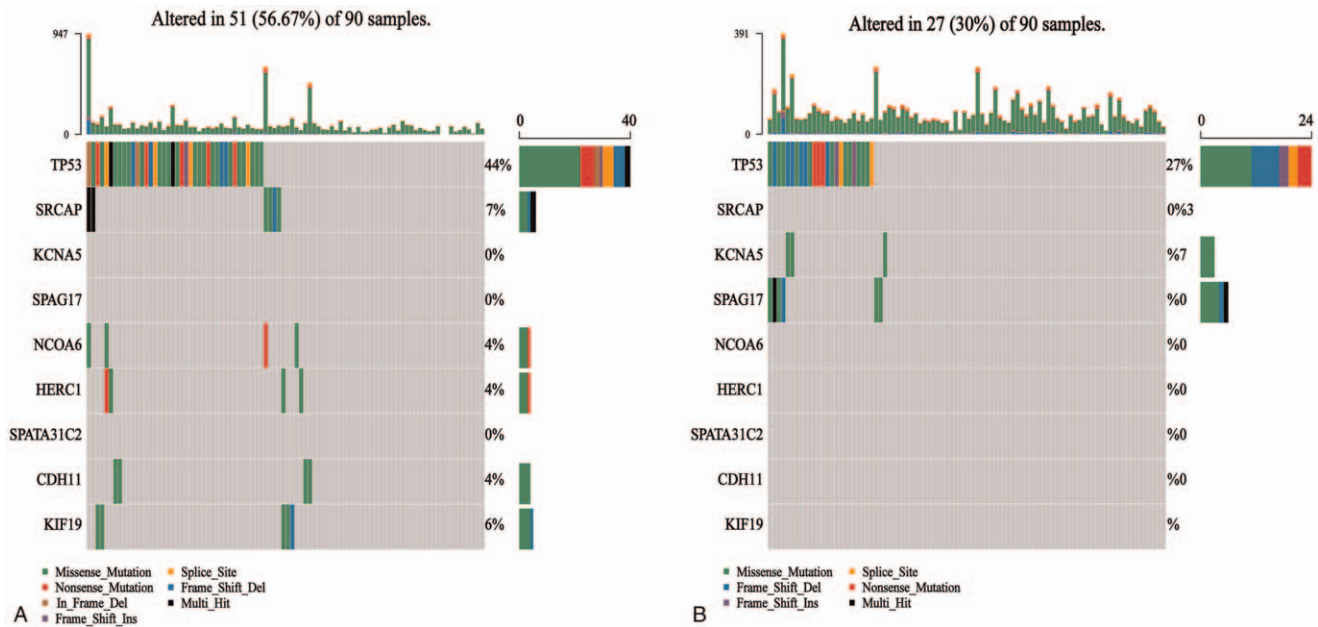 Altered in 51 (56.67%) of 90 samples.
947
0
0 40
TP53 44%
SRCAP 7%
KCNA5 0%
SPAG17 0%
NCOA6 4%
HERC1 4%
SPATA31C2 0%
CDH11 4%
KIF19 6%
Missense_Mutation Splice_Site
Nonsense_Mutation Frame_Shift_Del
In_Frame_Del Multi_Hit
Frame_Shift_Ins
A
Altered in 27 (30%) of 90 samples.
391
0
0 24
TP53 27%
SRCAP 0%3
KCNA5 %7
SPAG17 %0
NCOA6 %0
HERC1 %0
SPATA31C2 %0
CDH11 %0
KIF19 %
Missense_Mutation Splice_Site
Frame_Shift_Del Nonsense_Mutation
Frame_Shift_Ins Multi_Hit
B